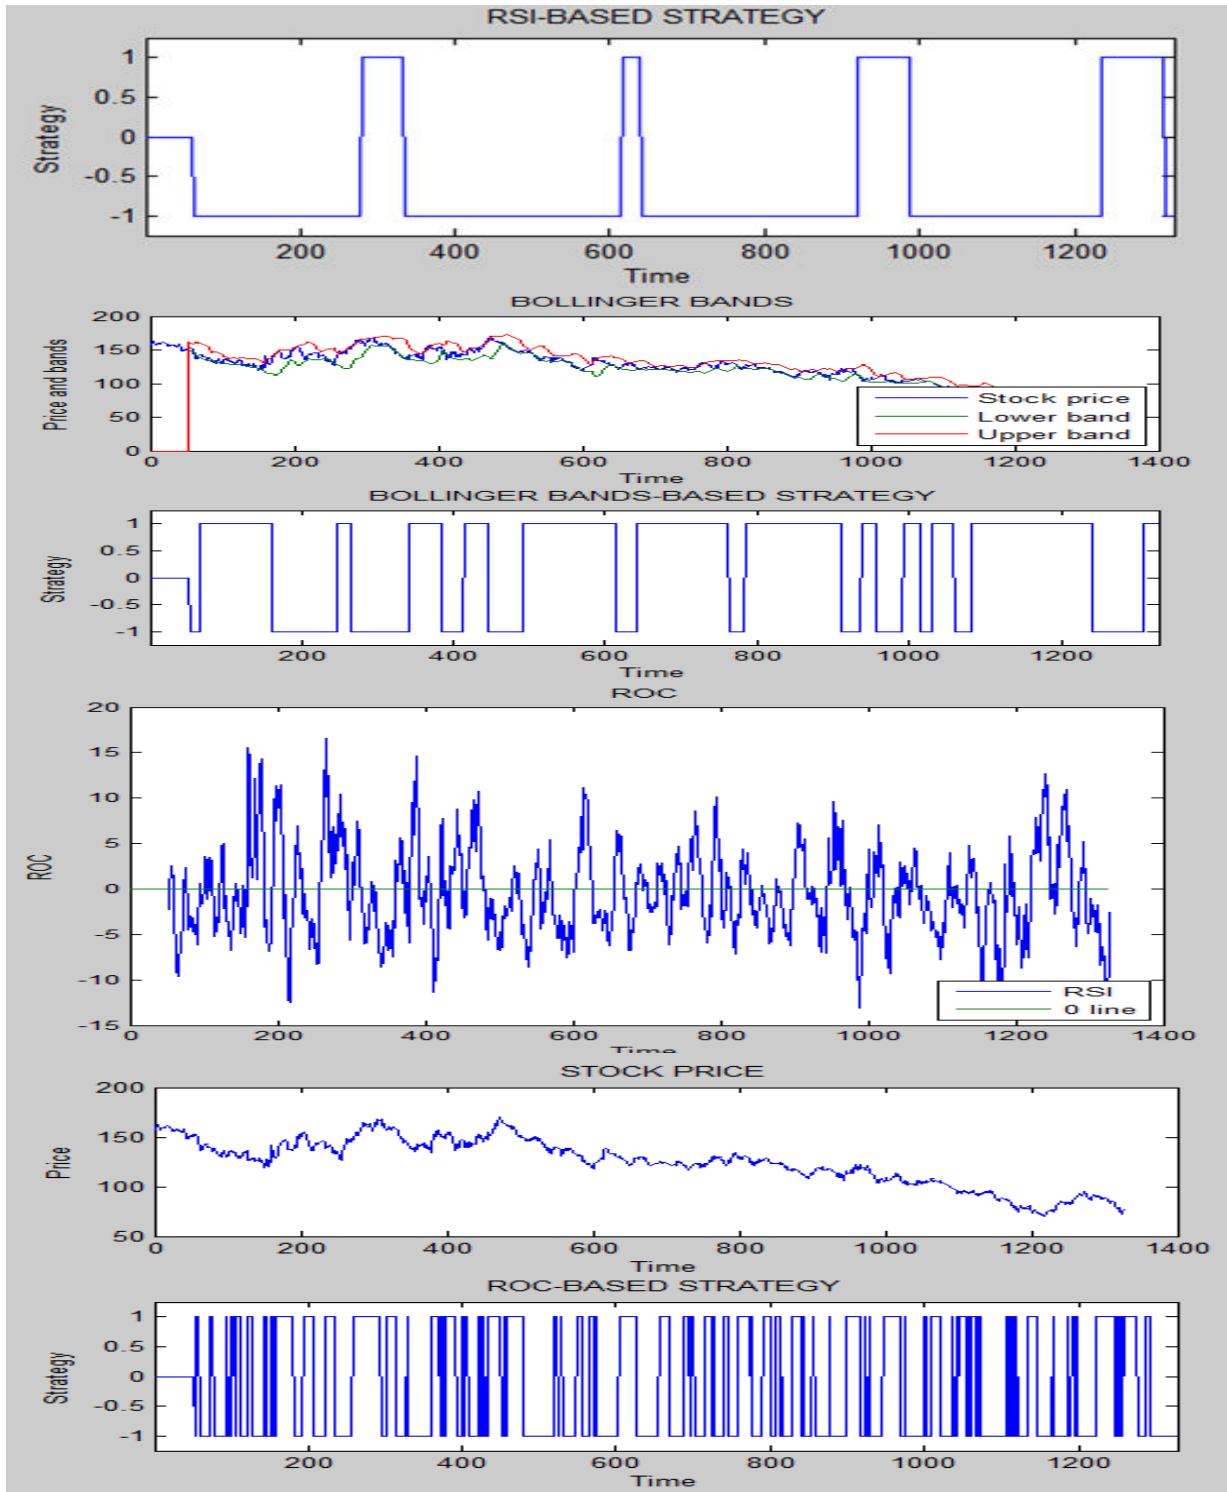 RSI-BASED STRATEGY
1
0.5
0
-0.5
-1
Strategy
200 400 600 800 1000 1200
Time
BOLLINGER BANDS
200
150
100
50
0
Price and bands
Stock price
Lower band
Upper band
0 200 400 600 800 1000 1200 1400
Time
BOLLINGER BANDS-BASED STRATEGY
1
0.5
0
-0.5
-1
Strategy
200 400 600 800 1000 1200
Time
ROC
20
15
10
5
0
-5
-10
-15
ROC
RSI
0 line
0 200 400 600 800 1000 1200 1400
Time
STOCK PRICE
200
150
100
50
Price
0 200 400 600 800 1000 1200 1400
Time
ROC-BASED STRATEGY
1
0.5
0
-0.5
-1
Strategy
200 400 600 800 1000 1200
Time